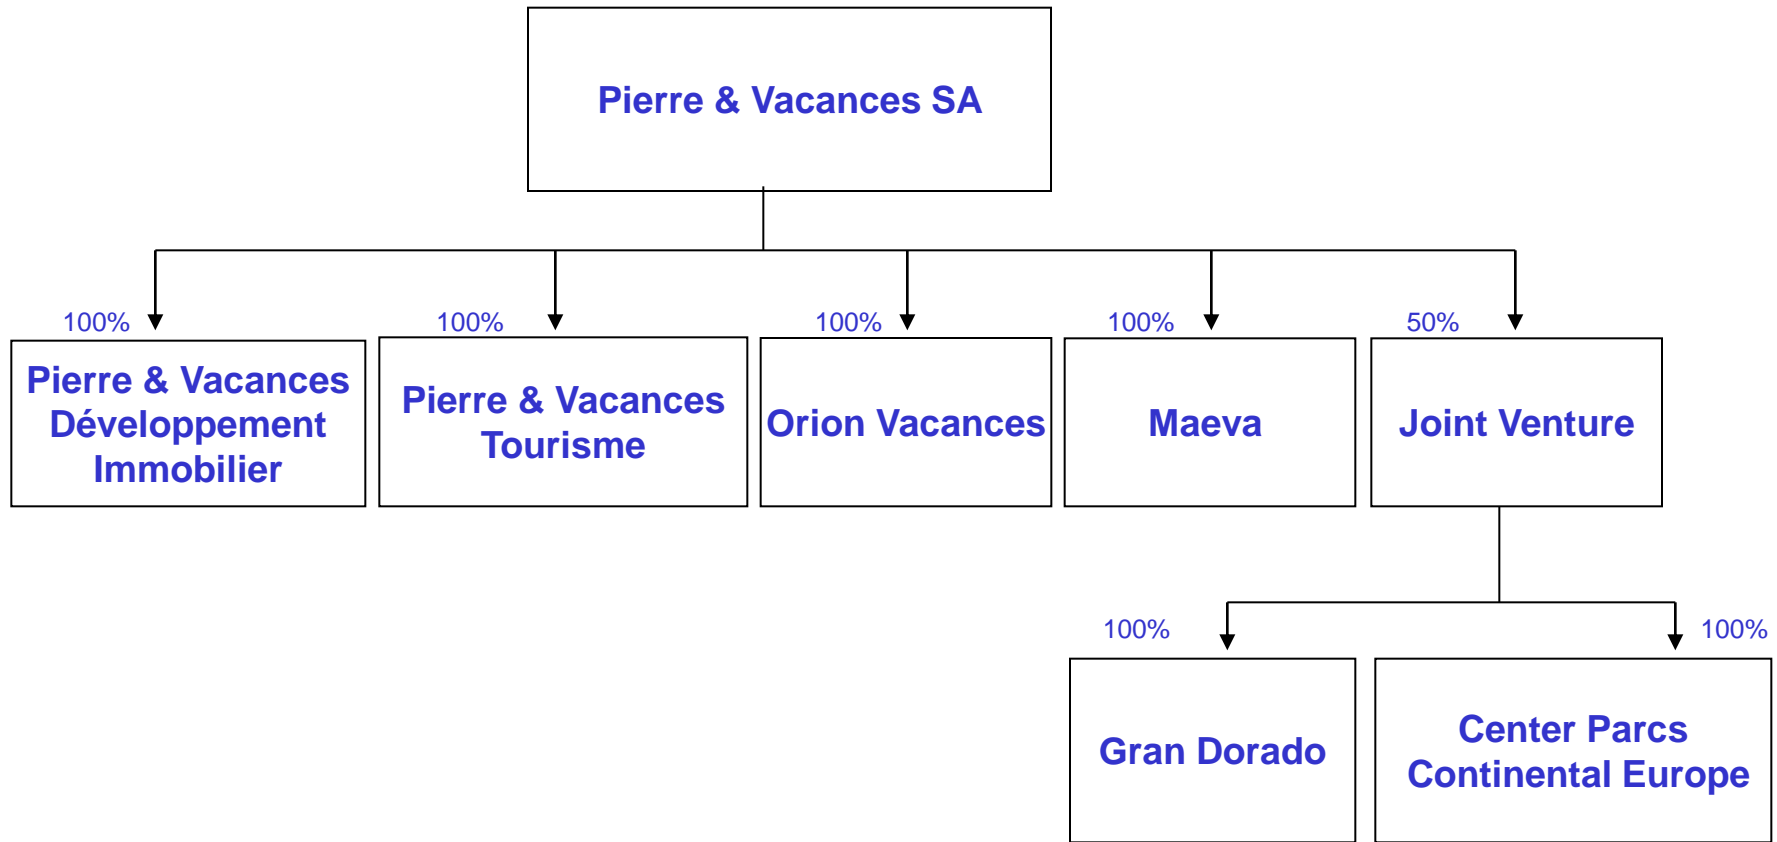 Pierre & Vacances SA
100%
100%
100%
100%
50%
Pierre & Vacances
Développement
Immobilier
Pierre & Vacances
Tourisme
Orion Vacances
Maeva
Joint Venture
100%
100%
Gran Dorado
Center Parcs
Continental Europe